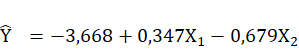 Ŷ = −3,668 + 0,347X₁ − 0,679X₂